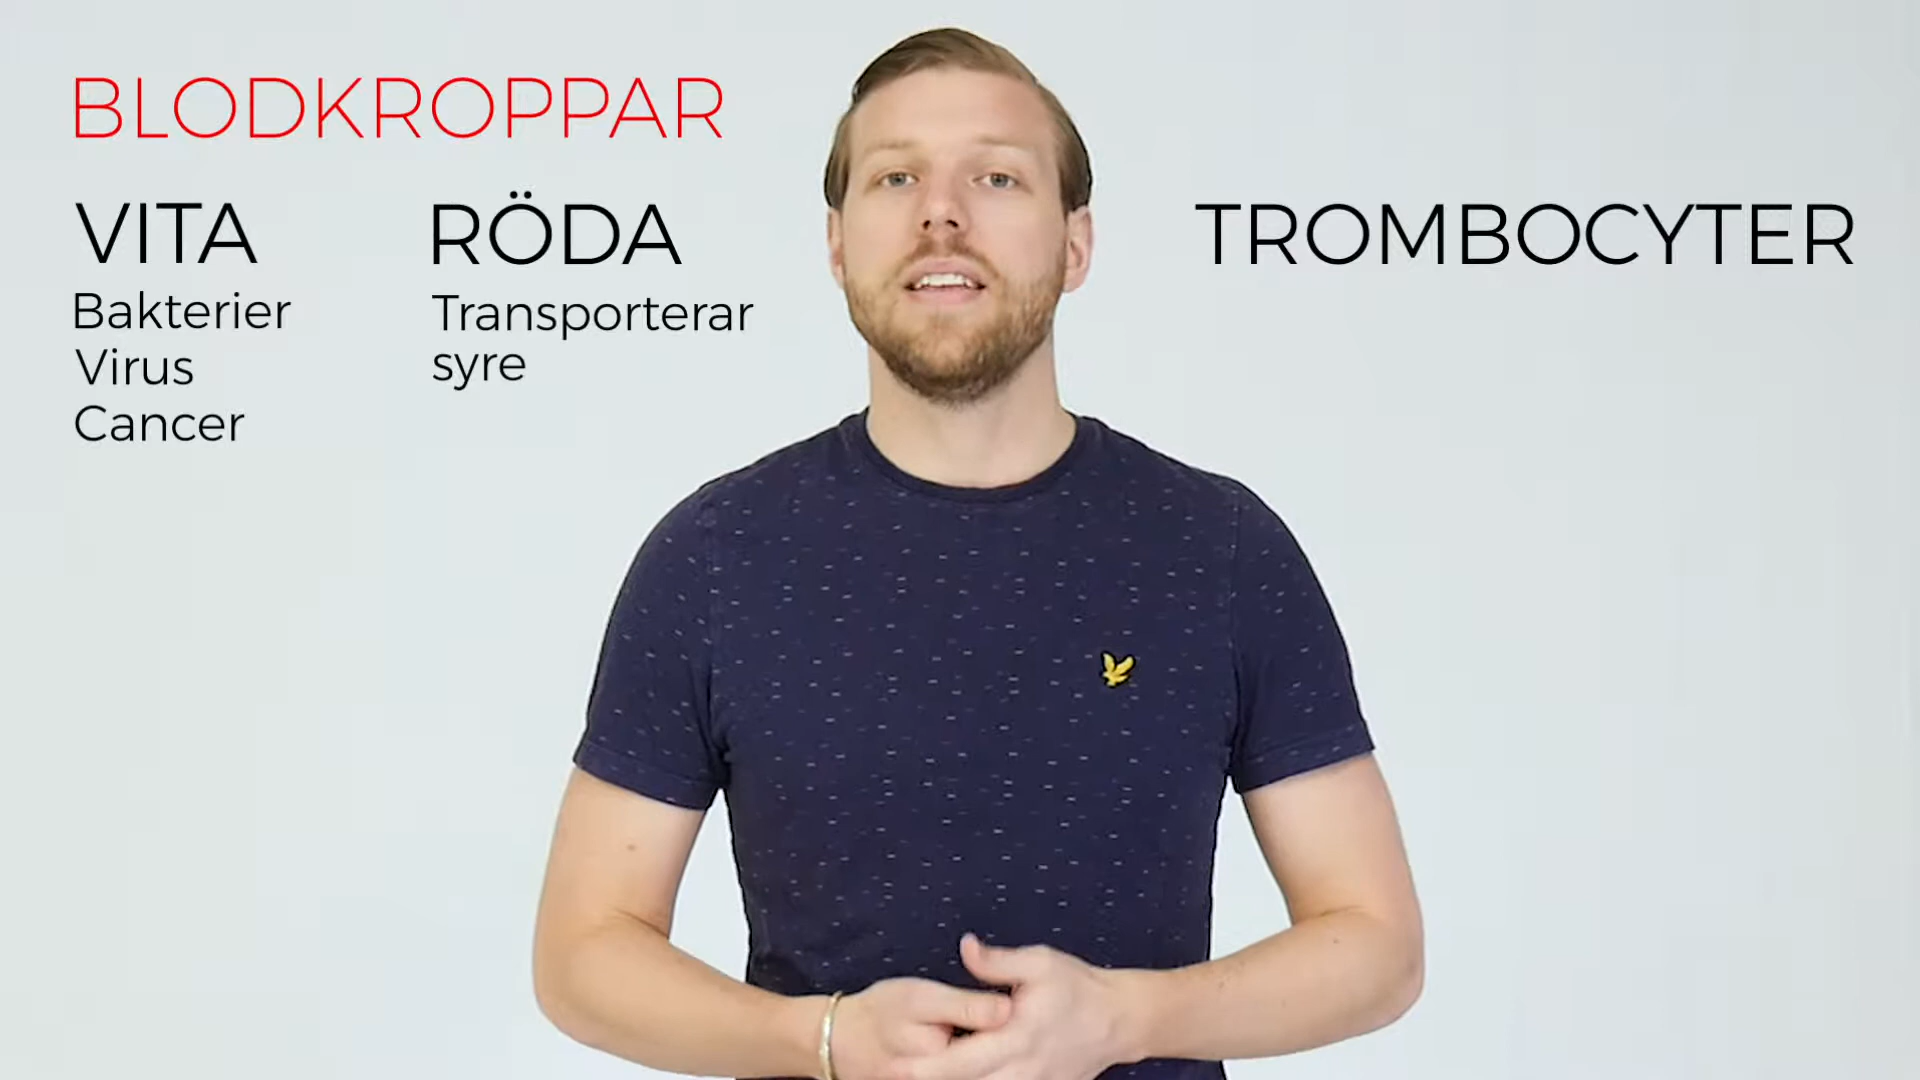 BLODKROPPAR
VITA
Bakterier
Virus
Cancer
RÖDA
Transporterar
syre
TROMBOCYTER